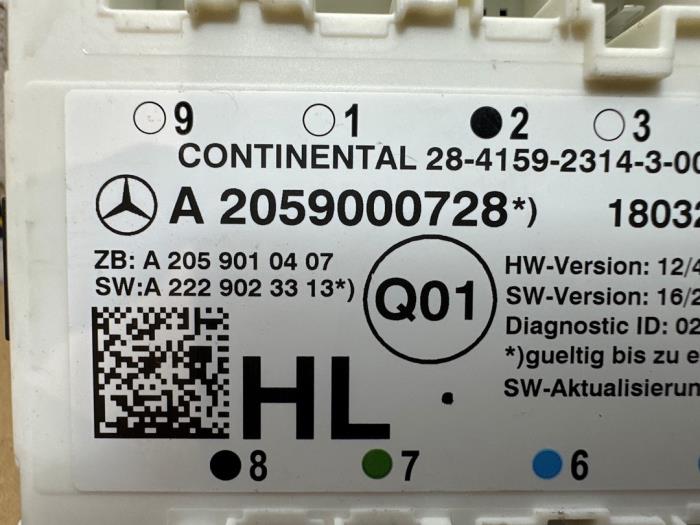 9 1 2 3
CONTINENTAL 28-4159-2314-3-00
A 2059000728*) 18032
ZB: A 205 901 04 07
SW:A 222 902 33 13*)
Q01
HW-Version: 12/4
SW-Version: 16/2
Diagnostic ID: 02
*)gueltig bis zu e
SW-Aktualisierun
HL
8 7 6